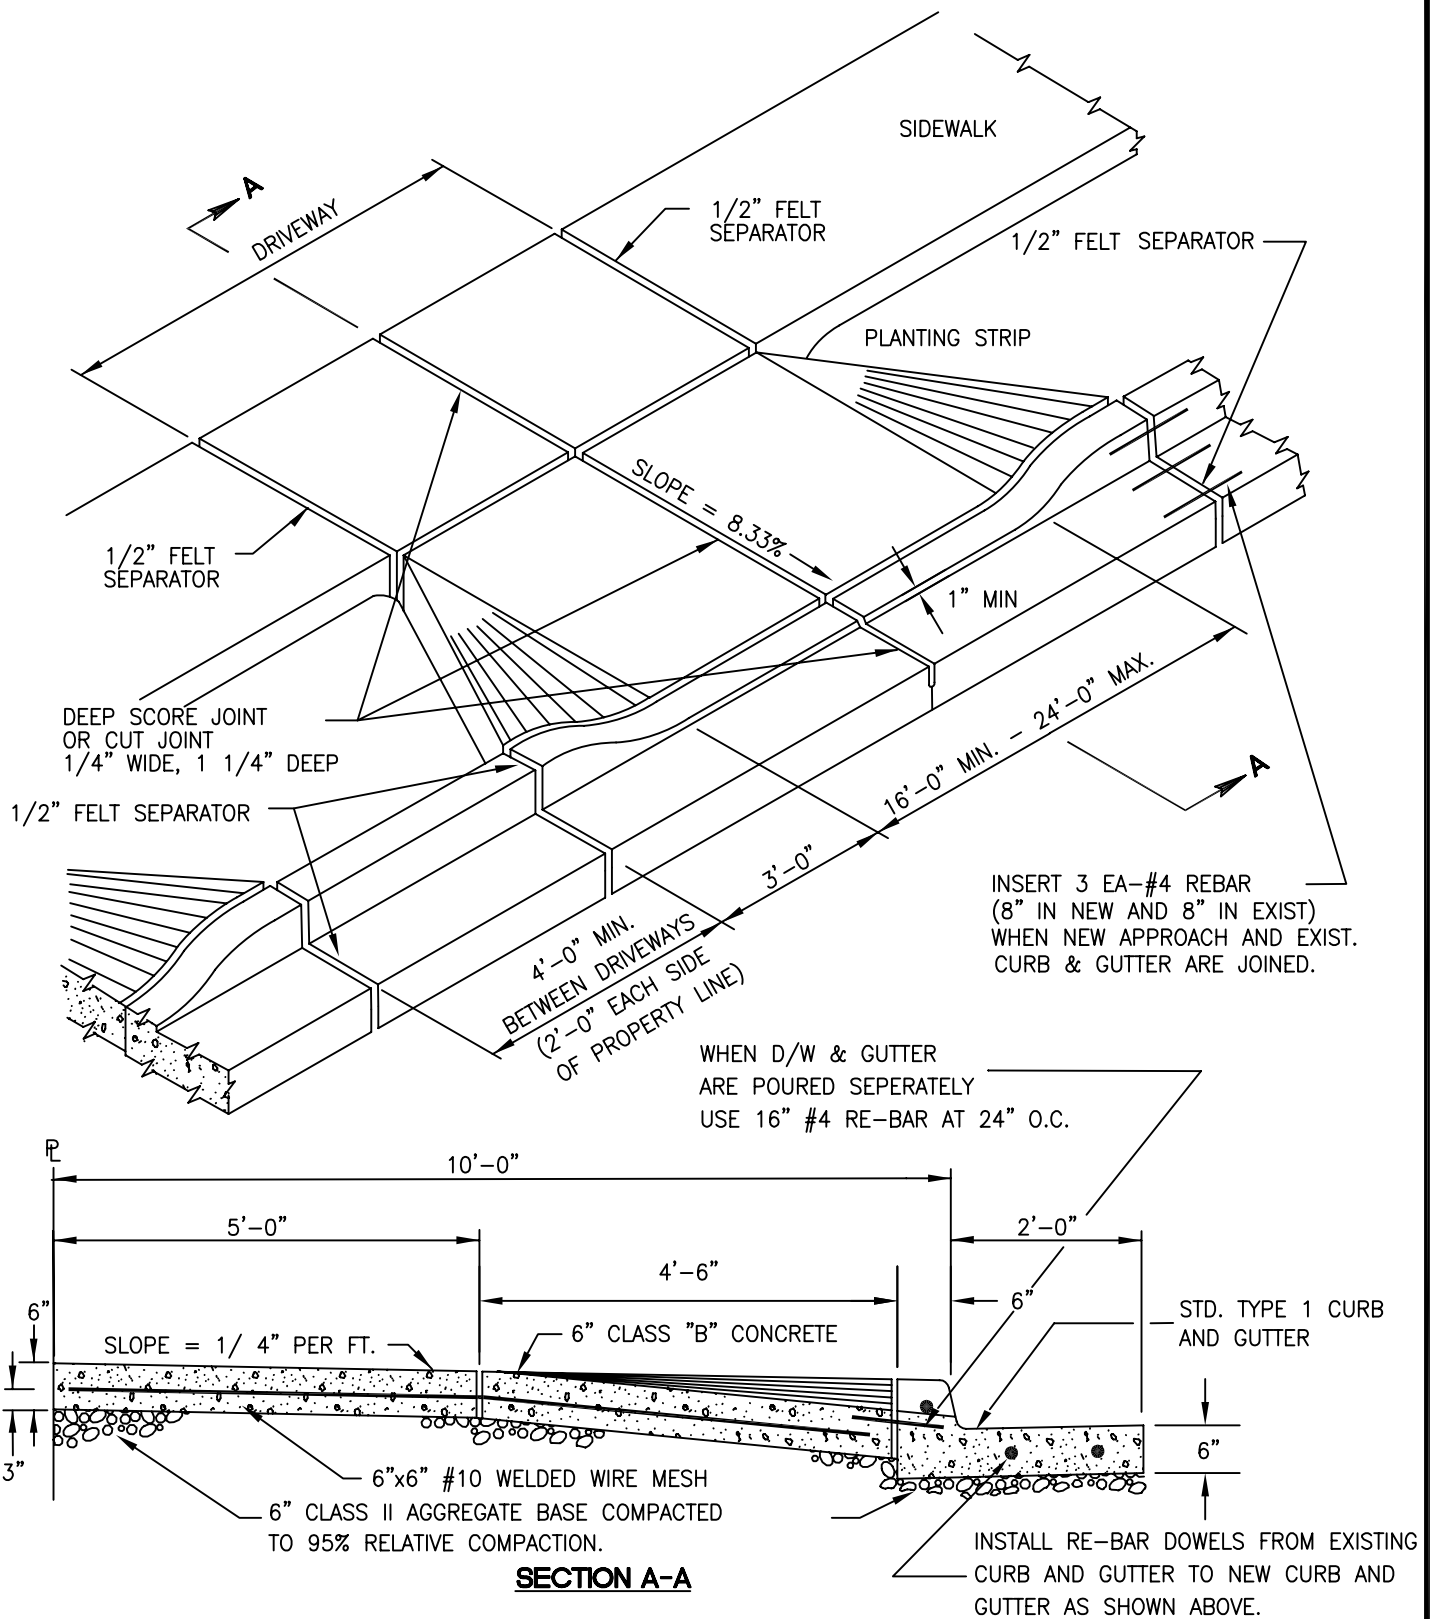 SIDEWALK
A
DRIVEWAY
1/2" FELT
SEPARATOR
1/2" FELT SEPARATOR
PLANTING STRIP
SLOPE = 8.33%
1/2" FELT
SEPARATOR
1" MIN
DEEP SCORE JOINT
OR CUT JOINT
1/4" WIDE, 1 1/4" DEEP
16'-0" MIN. - 24'-0" MAX.
A
1/2" FELT SEPARATOR
3'-0"
INSERT 3 EA-#4 REBAR
(8" IN NEW AND 8" IN EXIST)
WHEN NEW APPROACH AND EXIST.
CURB & GUTTER ARE JOINED.
4'-0" MIN.
BETWEEN DRIVEWAYS
(2'-0" EACH SIDE
OF PROPERTY LINE)
WHEN D/W & GUTTER
ARE POURED SEPERATELY
USE 16" #4 RE-BAR AT 24" O.C.
PL
10'-0"
5'-0"
2'-0"
4'-6"
6"
6"
STD. TYPE 1 CURB
AND GUTTER
SLOPE = 1/ 4" PER FT.
6" CLASS "B" CONCRETE
6"
3"
6"x6" #10 WELDED WIRE MESH
6" CLASS II AGGREGATE BASE COMPACTED
TO 95% RELATIVE COMPACTION.
INSTALL RE-BAR DOWELS FROM EXISTING
CURB AND GUTTER TO NEW CURB AND
GUTTER AS SHOWN ABOVE.
SECTION A-A